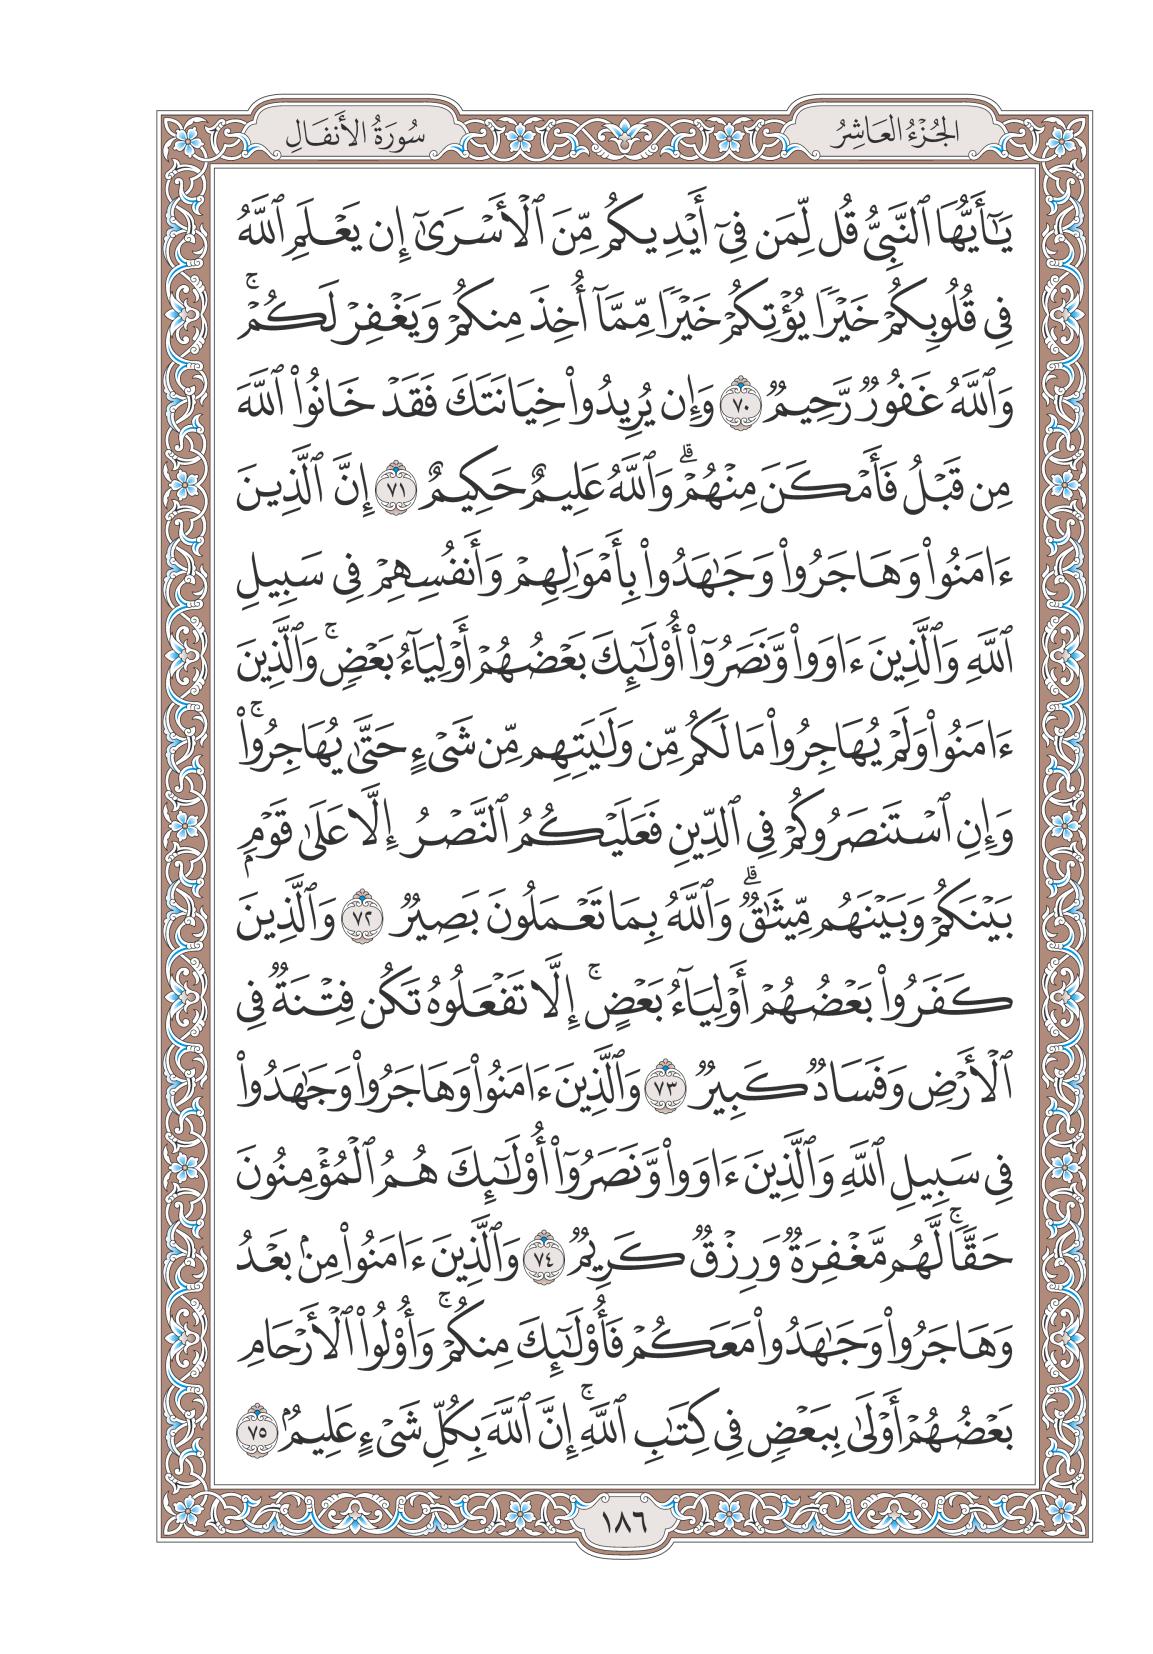 الجُزْءُ العَاشِرُ
سُورَةُ الأَنفَالِ
يَٰٓأَيُّهَا ٱلنَّبِيُّ قُل لِّمَن فِيٓ أَيْدِيكُم مِّنَ ٱلْأَسْرَىٰٓ إِن يَعْلَمِ ٱللَّهُ
فِي قُلُوبِكُمْ خَيْرًا يُؤْتِكُمْ خَيْرًا مِّمَّآ أُخِذَ مِنكُمْ وَيَغْفِرْ لَكُمْۚ
وَٱللَّهُ غَفُورٌ رَّحِيمٌ ٧٠ وَإِن يُرِيدُوا۟ خِيَانَتَكَ فَقَدْ خَانُوا۟ ٱللَّهَ
مِن قَبْلُ فَأَمْكَنَ مِنْهُمْۗ وَٱللَّهُ عَلِيمٌ حَكِيمٌ ٧١ إِنَّ ٱلَّذِينَ
ءَامَنُوا۟ وَهَاجَرُوا۟ وَجَٰهَدُوا۟ بِأَمْوَٰلِهِمْ وَأَنفُسِهِمْ فِي سَبِيلِ
ٱللَّهِ وَٱلَّذِينَ ءَاوَوا۟ وَّنَصَرُوٓا۟ أُو۟لَٰٓئِكَ بَعْضُهُمْ أَوْلِيَآءُ بَعْضٍۚ وَٱلَّذِينَ
ءَامَنُوا۟ وَلَمْ يُهَاجِرُوا۟ مَا لَكُم مِّن وَلَٰيَتِهِم مِّن شَيْءٍ حَتَّىٰ يُهَاجِرُوا۟ۚ
وَإِنِ ٱسْتَنصَرُوكُمْ فِي ٱلدِّينِ فَعَلَيْكُمُ ٱلنَّصْرُ إِلَّا عَلَىٰ قَوْمِۭ
بَيْنَكُمْ وَبَيْنَهُم مِّيثَٰقٌۗ وَٱللَّهُ بِمَا تَعْمَلُونَ بَصِيرٌ ٧٢ وَٱلَّذِينَ
كَفَرُوا۟ بَعْضُهُمْ أَوْلِيَآءُ بَعْضٍۚ إِلَّا تَفْعَلُوهُ تَكُن فِتْنَةٌ فِي
ٱلْأَرْضِ وَفَسَادٌ كَبِيرٌ ٧٣ وَٱلَّذِينَ ءَامَنُوا۟ وَهَاجَرُوا۟ وَجَٰهَدُوا۟
فِي سَبِيلِ ٱللَّهِ وَٱلَّذِينَ ءَاوَوا۟ وَّنَصَرُوٓا۟ أُو۟لَٰٓئِكَ هُمُ ٱلْمُؤْمِنُونَ
حَقًّاۚ لَّهُم مَّغْفِرَةٌ وَرِزْقٌ كَرِيمٌ ٧٤ وَٱلَّذِينَ ءَامَنُوا۟ مِنۢ بَعْدُ
وَهَاجَرُوا۟ وَجَٰهَدُوا۟ مَعَكُمْ فَأُو۟لَٰٓئِكَ مِنكُمْۚ وَأُو۟لُوا۟ ٱلْأَرْحَامِ
بَعْضُهُمْ أَوْلَىٰ بِبَعْضٍ فِي كِتَٰبِ ٱللَّهِۚ إِنَّ ٱللَّهَ بِكُلِّ شَيْءٍ عَلِيمٌۢ ٧٥
١٨٦